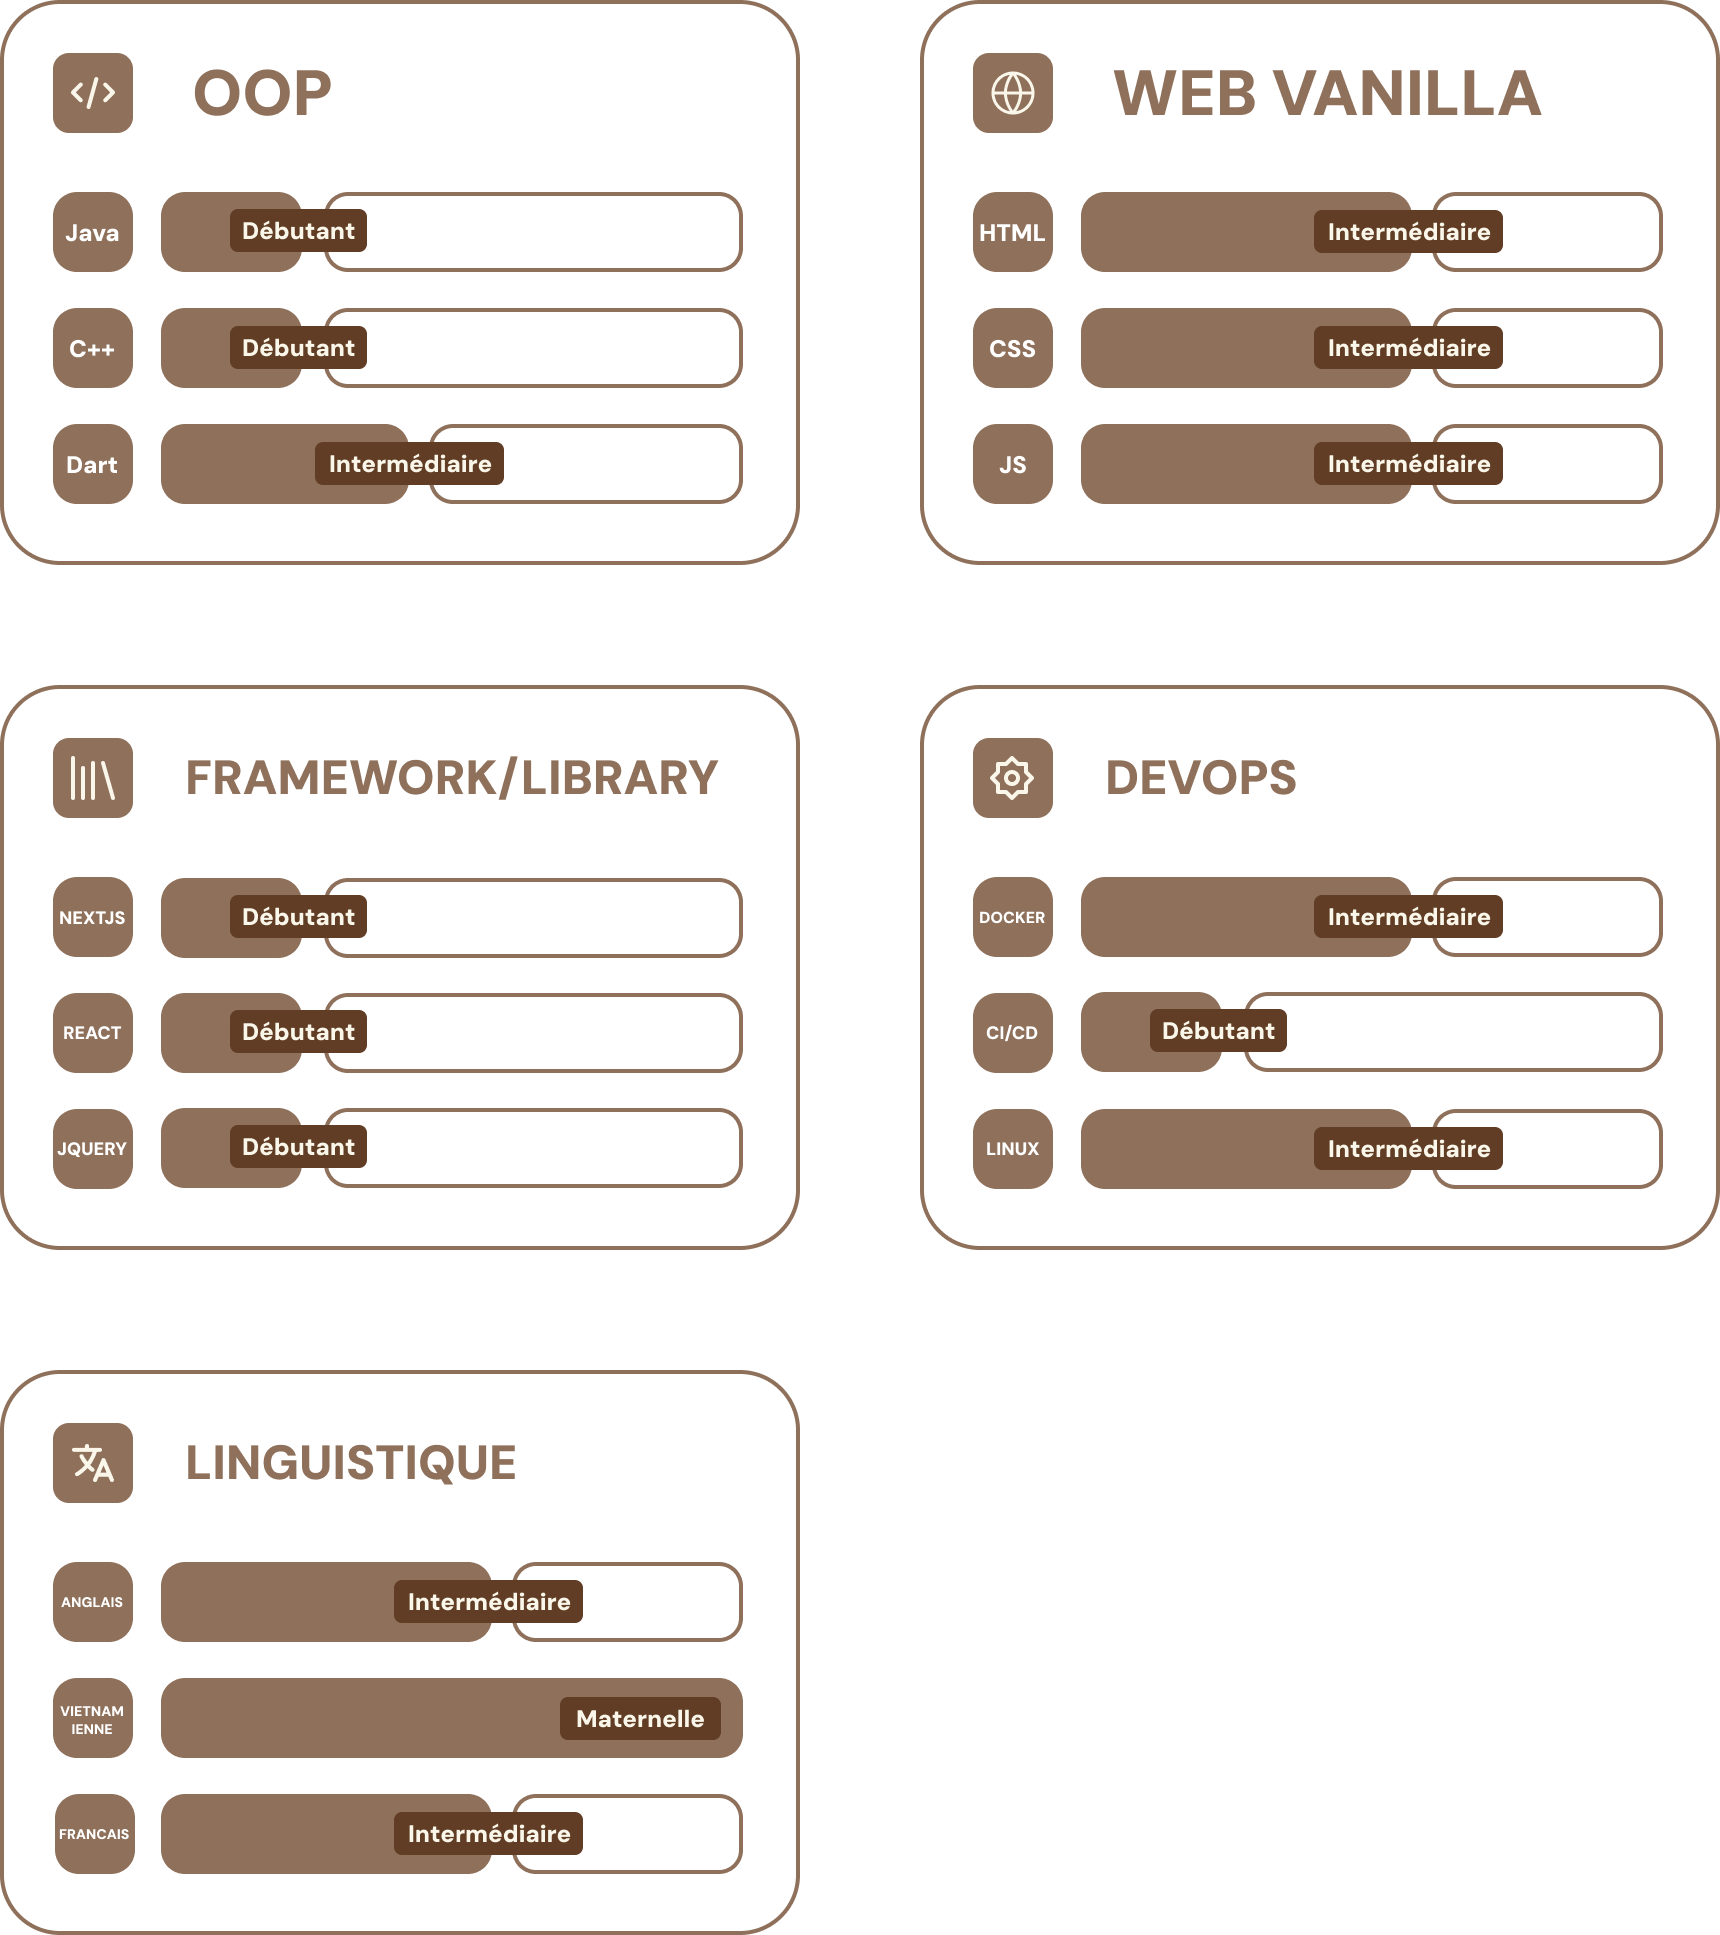 OOP
Java
Débutant
C++
Débutant
Dart
Intermédiaire
WEB VANILLA
HTML
Intermédiaire
CSS
Intermédiaire
JS
Intermédiaire
FRAMEWORK/LIBRARY
NEXTJS
Débutant
REACT
Débutant
JQUERY
Débutant
DEVOPS
DOCKER
Intermédiaire
CI/CD
Débutant
LINUX
Intermédiaire
LINGUISTIQUE
ANGLAIS
Intermédiaire
VIETNAM
IENNE
Maternelle
FRANCAIS
Intermédiaire